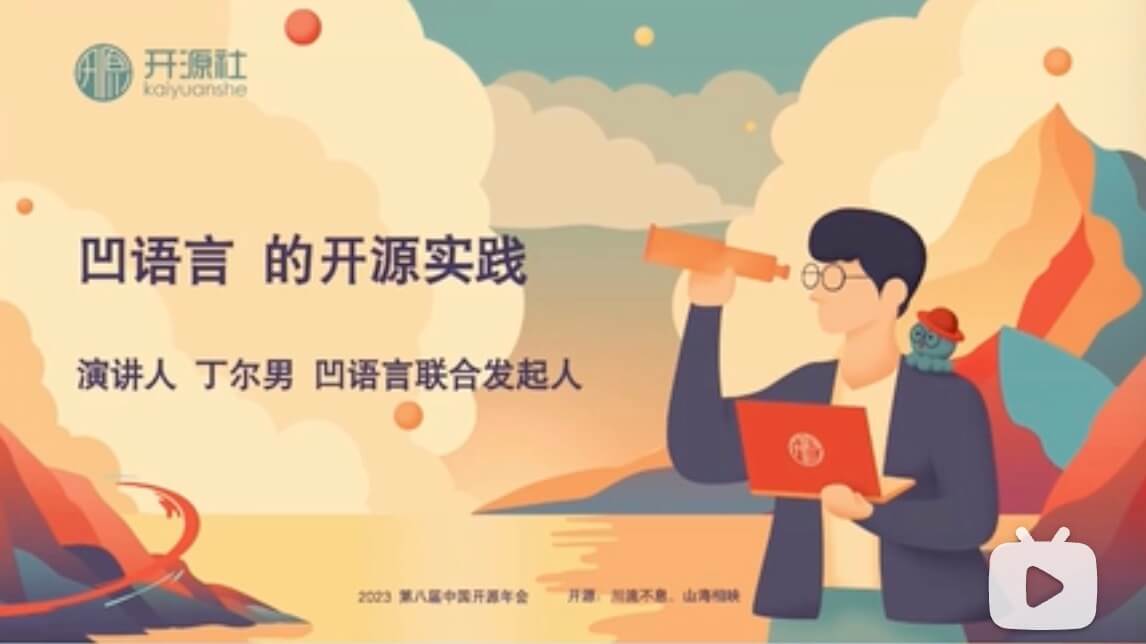 开源社
kaiyuanshe
凹语言 的开源实践
演讲人 丁尔男 凹语言联合发起人
2023 第八届中国开源年会 开源：川流不息、山海相映